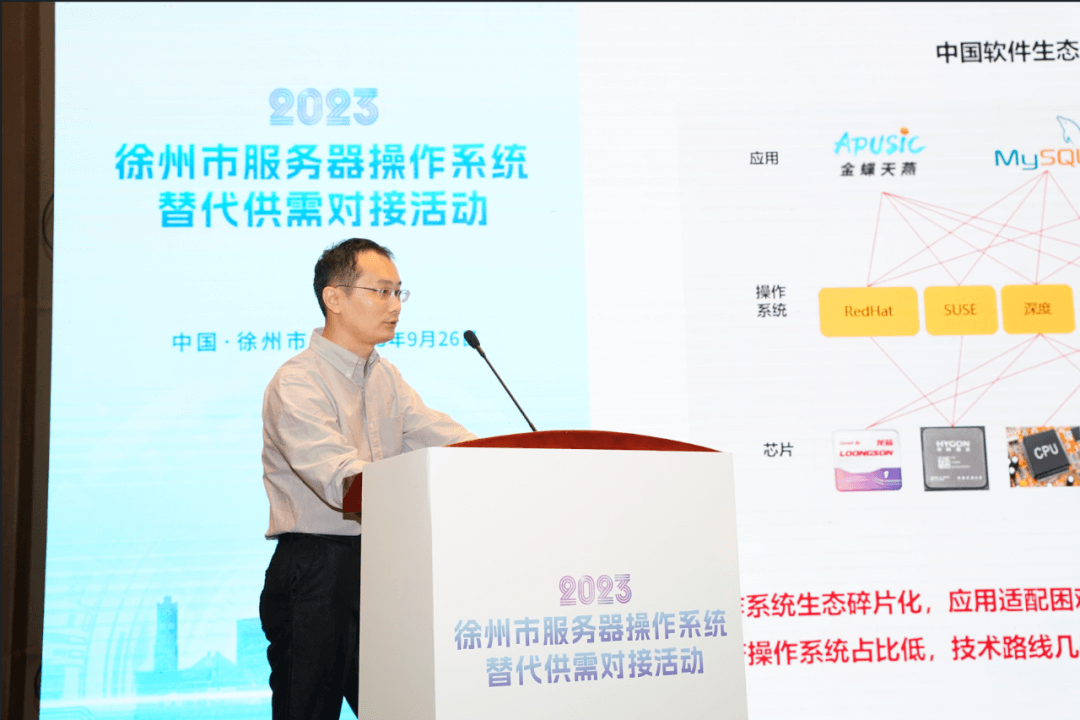 2023
徐州市服务器操作系统
替代供需对接活动
中国·徐州市
年9月26日
中国软件生态
应用
APUSIC
金蝶天燕
MySQL
操作
系统
RedHat
SUSE
深度
芯片
龙芯
LOONGSON
HYGON
CPU
作系统生态碎片化，应用适配困难
操作系统占比低，技术路线几
2023
徐州市服务器操作系统
替代供需对接活动